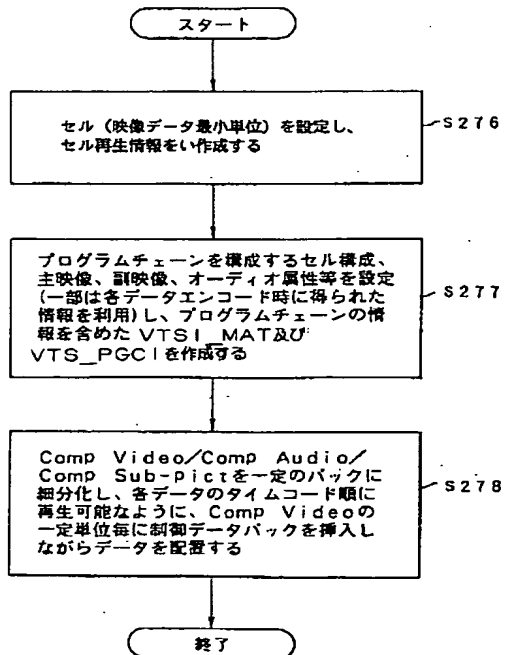 スタート
セル（映像データ最小単位）を設定し、
セル再生情報をい作成する
S276
プログラムチェーンを構成するセル構成、
主映像、副映像、オーディオ属性等を設定
(一部は各データエンコード時に得られた
情報を利用)し、プログラムチェーンの情
報を含めたVTSI_MAT及び
VTS_PGCIを作成する
S277
Comp Video/Comp Audio/
Comp Sub-pictを一定のパックに
細分化し、各データのタイムコード順に
再生可能なように、Comp Videoの
一定単位毎に制御データパックを挿入し
ながらデータを配置する
S278
終了